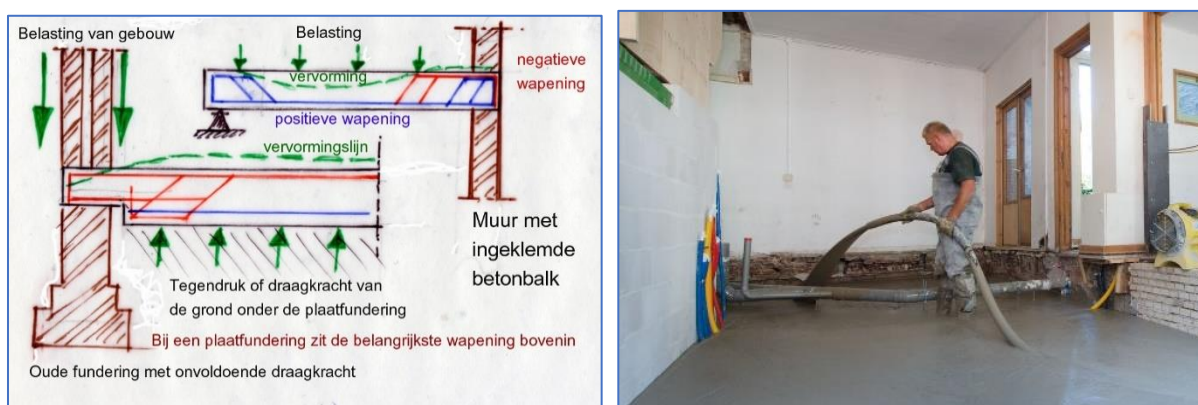 Belasting van gebouw
Belasting
negatieve
wapening
vervorming
positieve wapening
vervormingslijn
Muur met
ingeklemde
betonbalk
Tegendruk of draagkracht van
de grond onder de plaatfundering
Bij een plaatfundering zit de belangrijkste wapening bovenin
Oude fundering met onvoldoende draagkracht